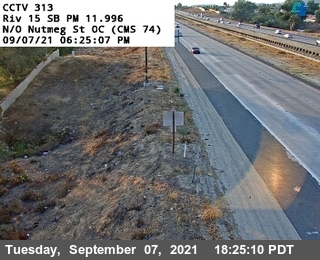 CCTV 313
Riv 15 SB PM 11.996
N/O Nutmeg St OC (CMS 74)
09/07/21 06:25:07 PM
Tuesday, September 07, 2021 18:25:10 PDT